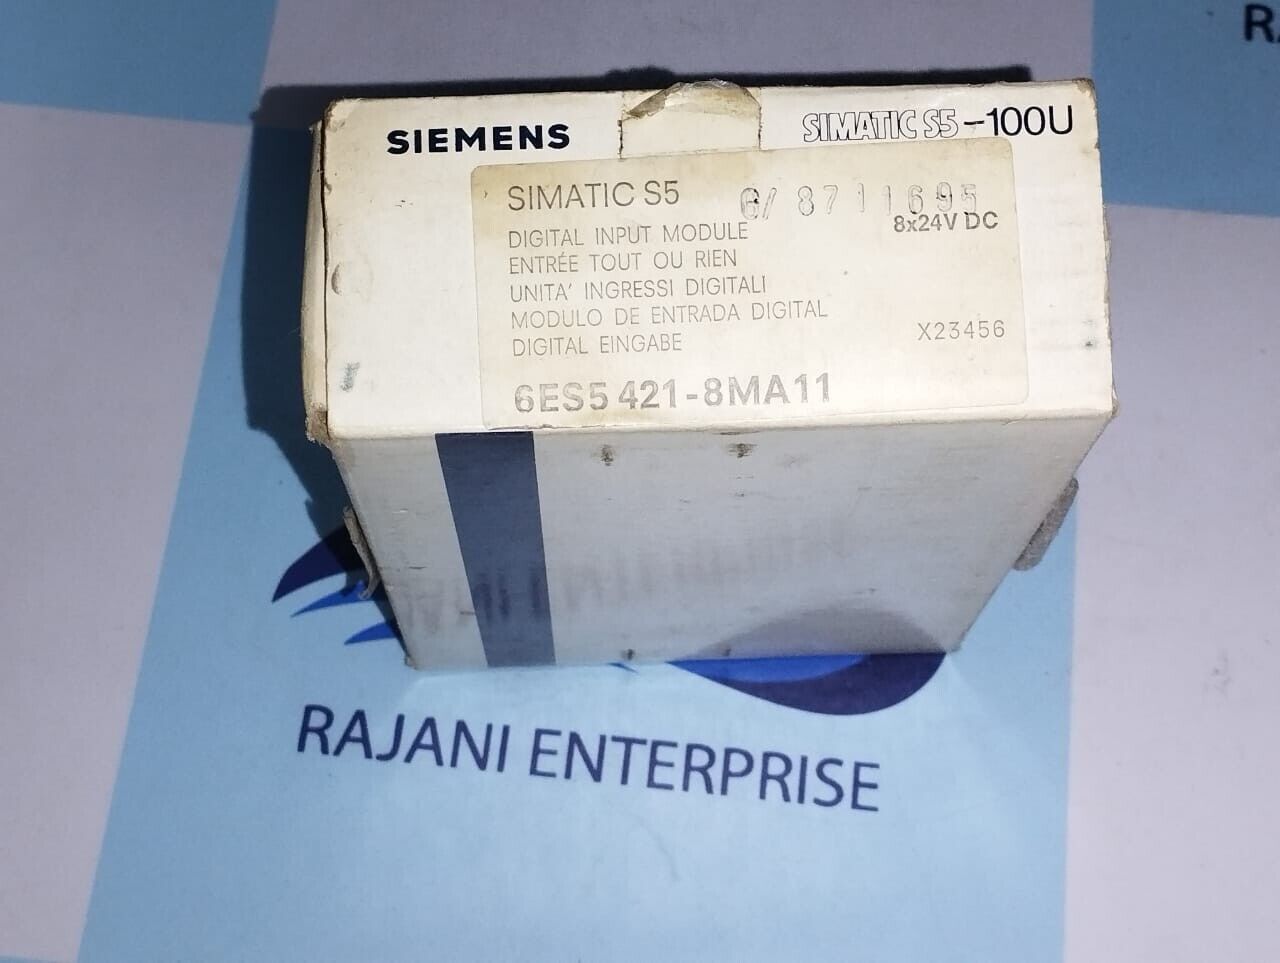 SIEMENS
SIMATIC S5-100U
SIMATIC S5
G/ 8711695
8x24V DC
DIGITAL INPUT MODULE
ENTRÉE TOUT OU RIEN
UNITA' INGRESSI DIGITALI
MODULO DE ENTRADA DIGITAL
DIGITAL EINGABE
X23456
6ES5 421-8MA11
RAJANI ENTERPRISE